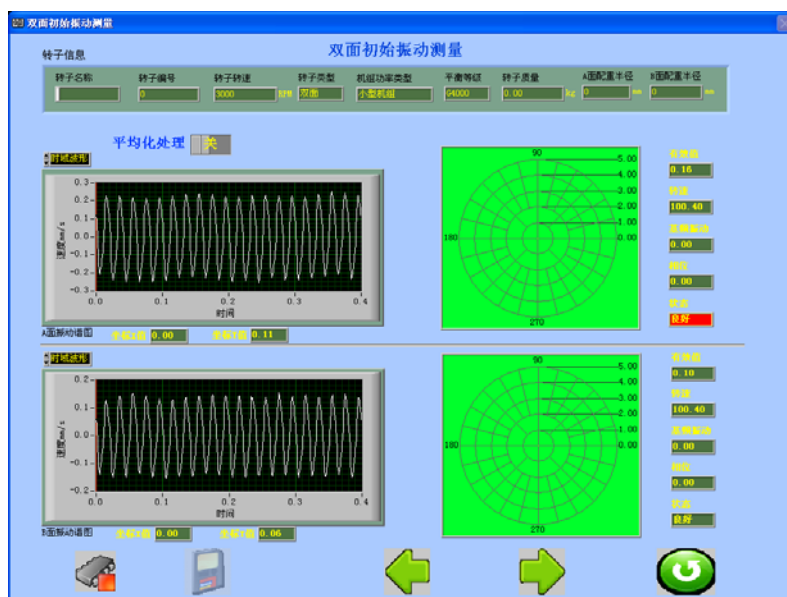 双面初始振动测量
双面初始振动测量
转子信息
转子名称 转子编号 转子转速 转子类型 机组功率类型 平衡等级 转子质量 A面配重半径 B面配重半径
0 3000 RPM 双面 小型机组 G4000 0.00 kg 0 mm 0 mm
平均化处理 关
时域波形
0.3
0.2
0.1
0.0
-0.1
-0.2
-0.3
速度mm/s
0.0 0.1 0.2 0.3 0.4
时间
A面振动谱图 坐标X值 0.00 坐标Y值 0.11
90
180
270
5.00
4.00
3.00
2.00
1.00
0.00
有效值
0.16
转速
100.40
基频振动
0.00
相位
0.00
状态
良好
时域波形
0.2
0.1
0.0
-0.1
-0.2
速度mm/s
0.0 0.1 0.2 0.3 0.4
时间
B面振动谱图 坐标X值 0.00 坐标Y值 0.06
90
180
270
5.00
4.00
3.00
2.00
1.00
0.00
有效值
0.10
转速
100.40
基频振动
0.00
相位
0.00
状态
良好